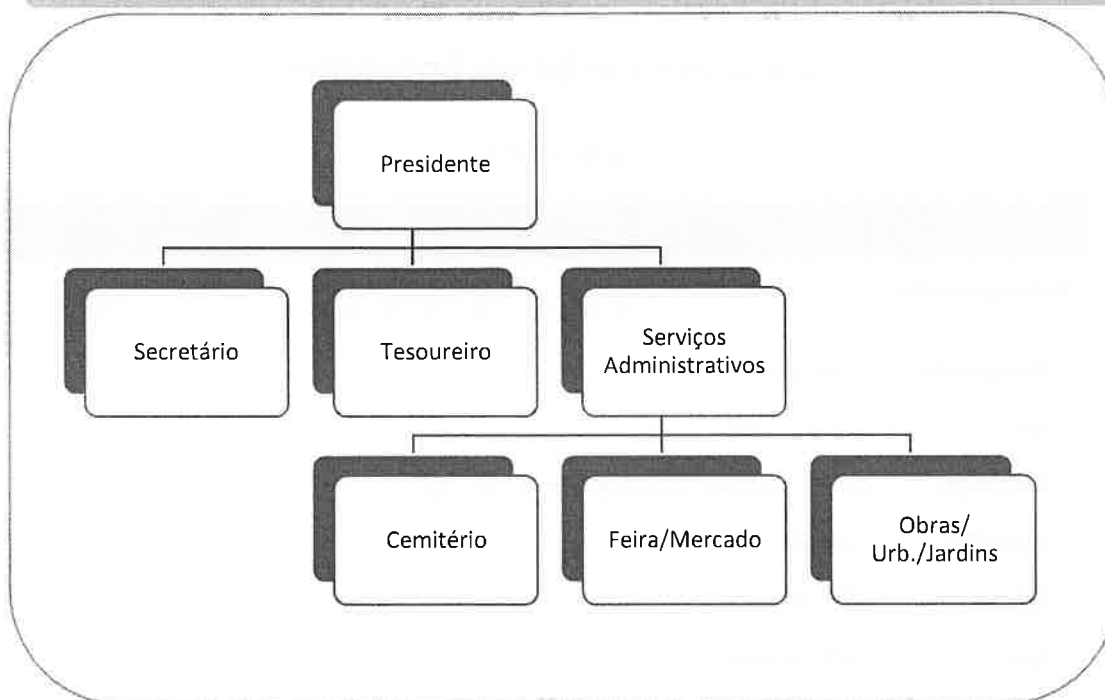 Presidente
Secretário
Tesoureiro
Serviços
Administrativos
Cemitério
Feira/Mercado
Obras/
Urb./Jardins